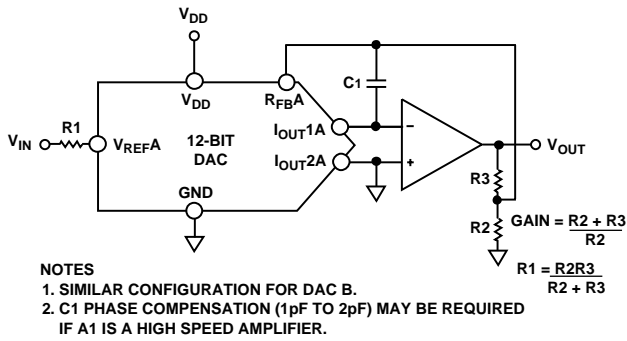 VDD
VDD
RFBA
C1
R1
VIN
VREFA
12-BIT
DAC
IOUT1A
IOUT2A
GND
–
+
VOUT
R3
R2
GAIN = R2 + R3
R2
R1 = R2R3
R2 + R3
NOTES
1. SIMILAR CONFIGURATION FOR DAC B.
2. C1 PHASE COMPENSATION (1pF TO 2pF) MAY BE REQUIRED
IF A1 IS A HIGH SPEED AMPLIFIER.